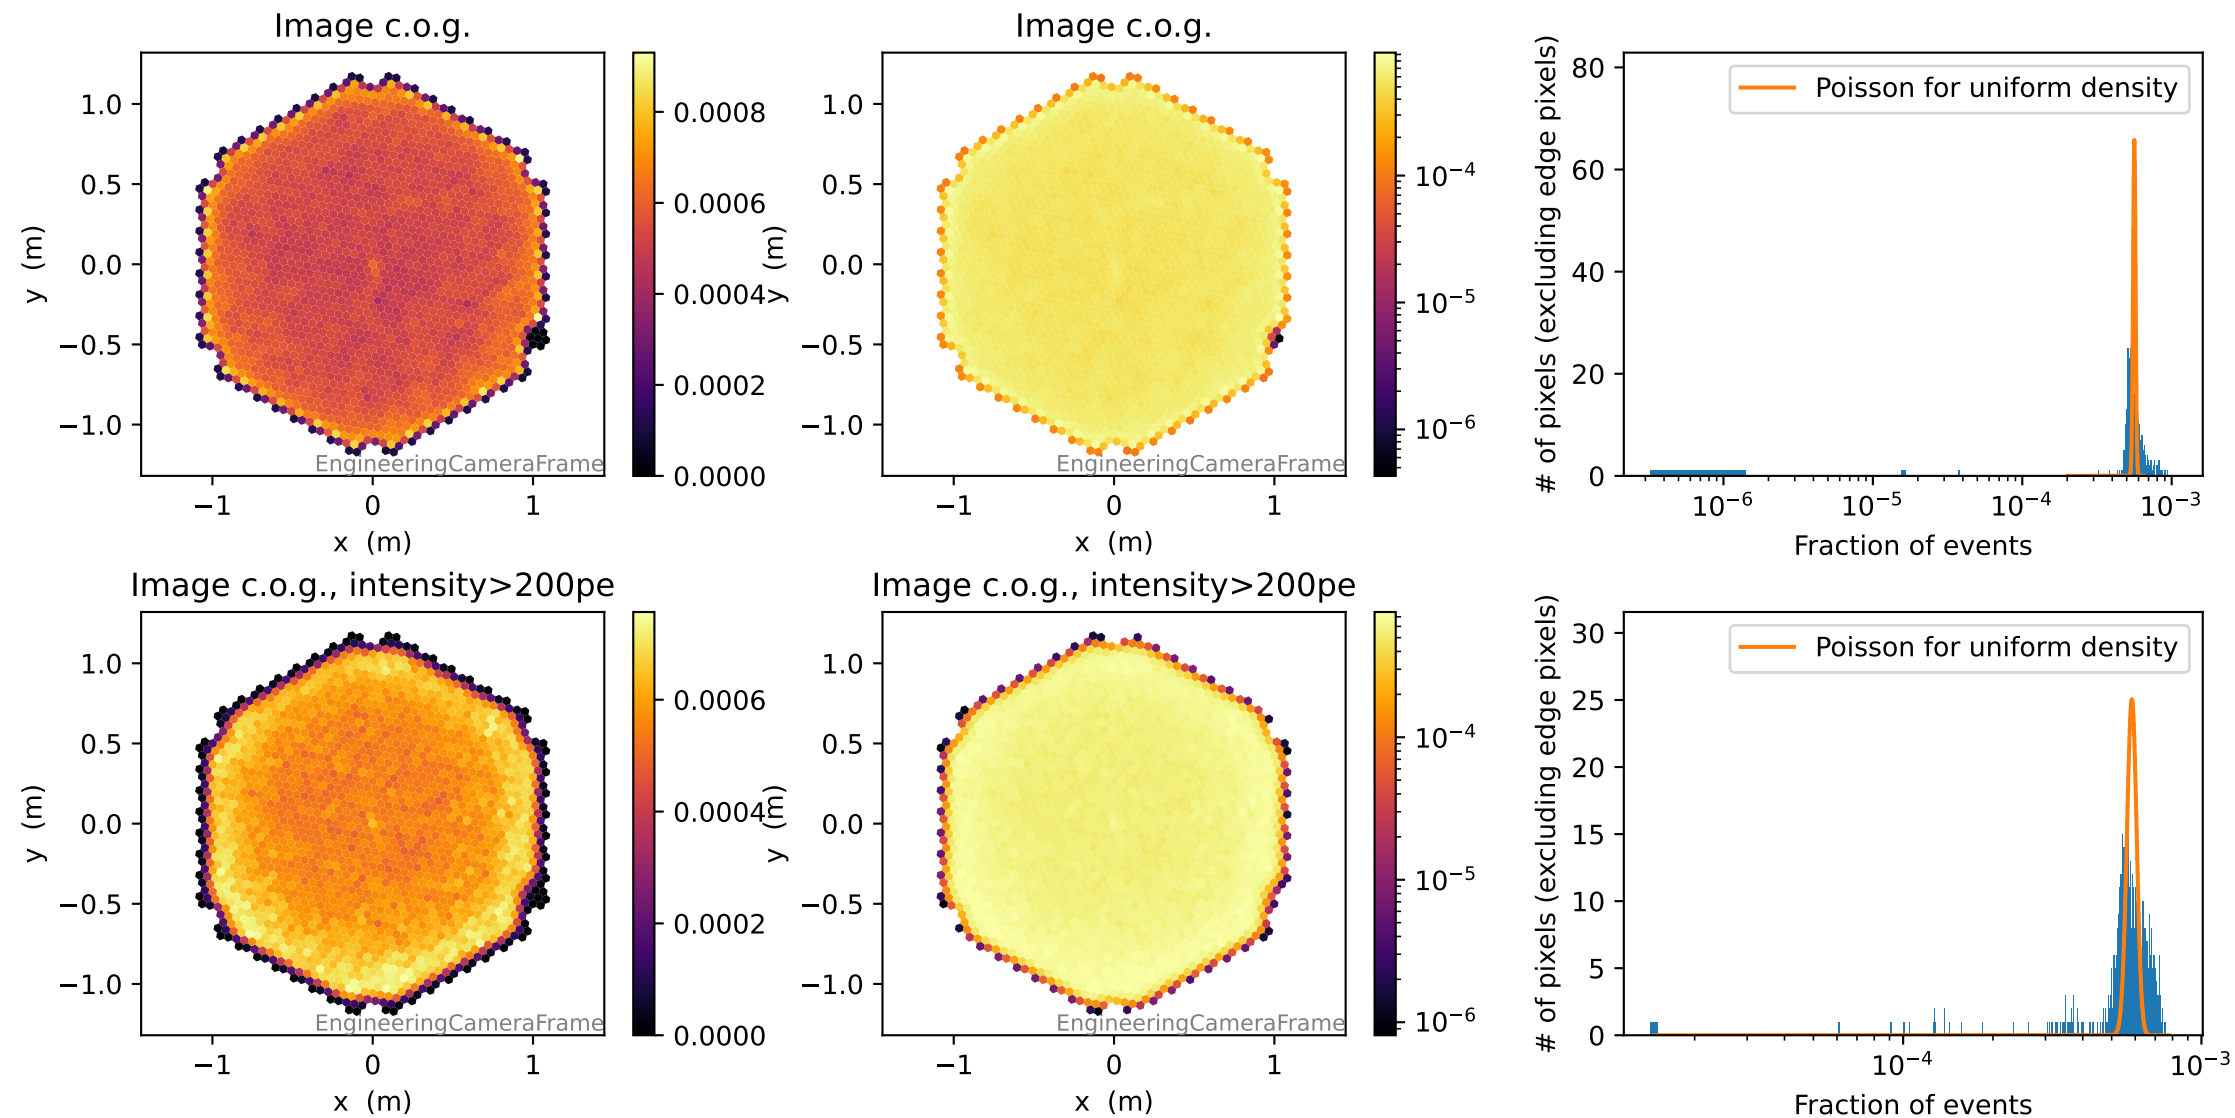 Image c.o.g.
1.0
0.5
0.0
−0.5
−1.0
y (m)
−1
0
1
x (m)
EngineeringCameraFrame
0.0008
0.0006
0.0004
0.0002
0.0000
Image c.o.g.
1.0
0.5
0.0
−0.5
−1.0
y (m)
−1
0
1
x (m)
EngineeringCameraFrame
10⁻⁴
10⁻⁵
10⁻⁶
# of pixels (excluding edge pixels)
80
60
40
20
0
Poisson for uniform density
10⁻⁶
10⁻⁵
10⁻⁴
10⁻³
Fraction of events
Image c.o.g., intensity>200pe
1.0
0.5
0.0
−0.5
−1.0
y (m)
−1
0
1
x (m)
EngineeringCameraFrame
0.0006
0.0004
0.0002
0.0000
Image c.o.g., intensity>200pe
1.0
0.5
0.0
−0.5
−1.0
y (m)
−1
0
1
x (m)
EngineeringCameraFrame
10⁻⁴
10⁻⁵
10⁻⁶
# of pixels (excluding edge pixels)
30
25
20
15
10
5
0
Poisson for uniform density
10⁻⁴
10⁻³
Fraction of events